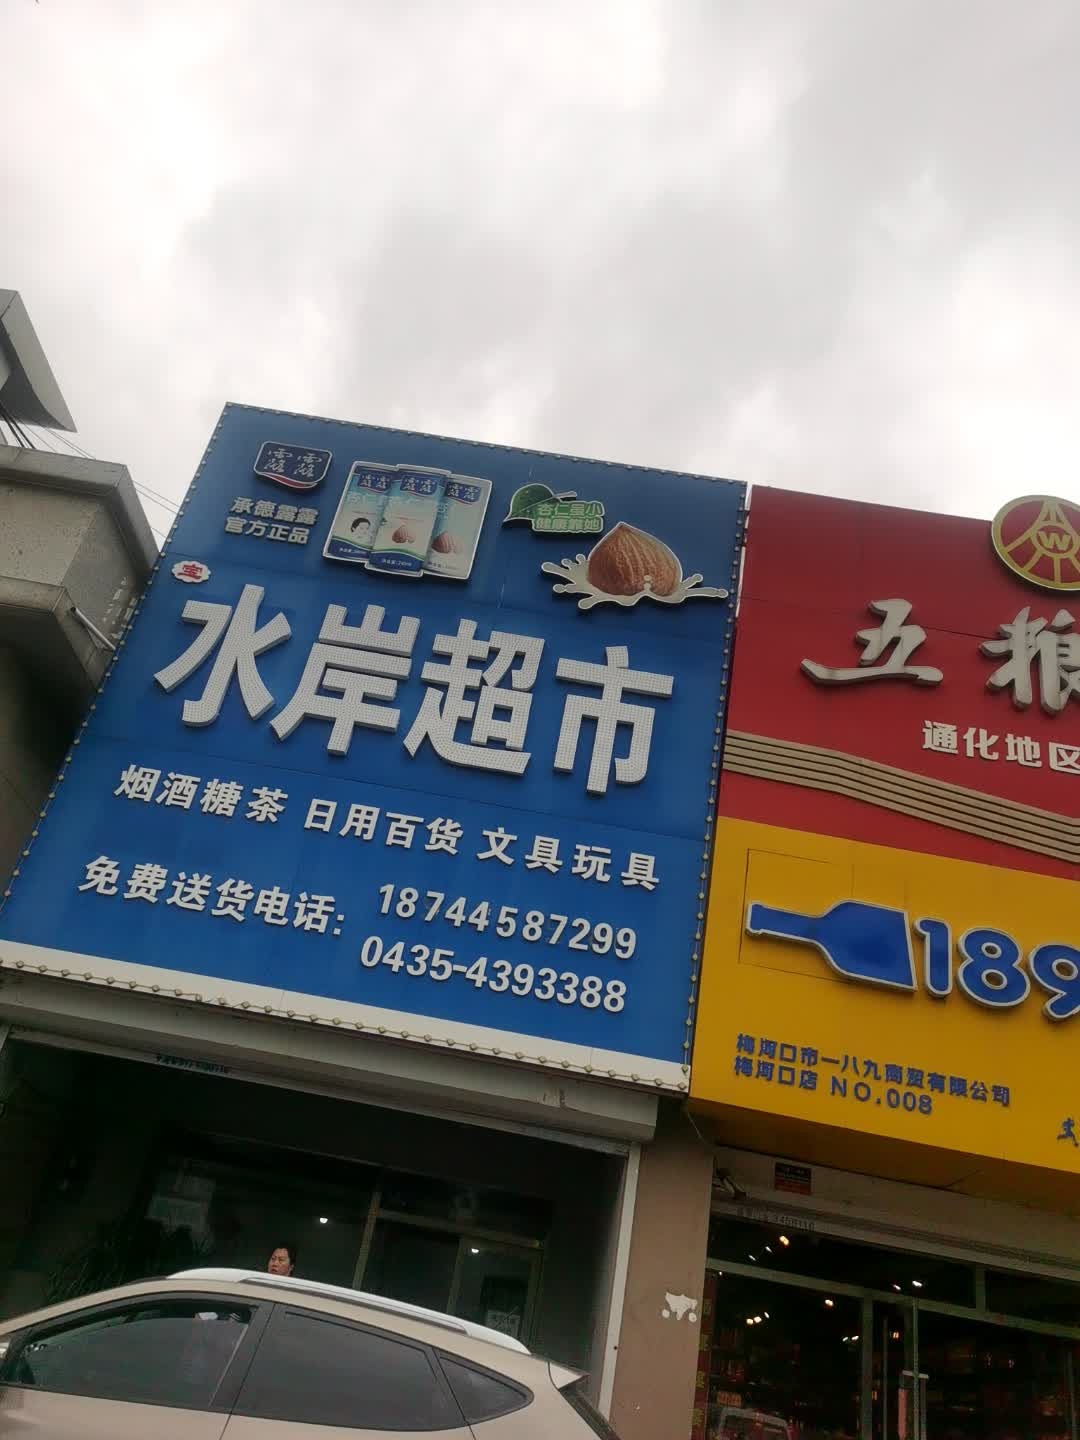 露露
承德露露
官方正品
杏仁虽小
健康靠她
宝
水岸超市
烟酒糖茶 日用百货 文具玩具
免费送货电话:
18744587299
0435-4393388
五粮
通化地区
189
梅河口市一八九商贸有限公司
梅河口店 NO.008